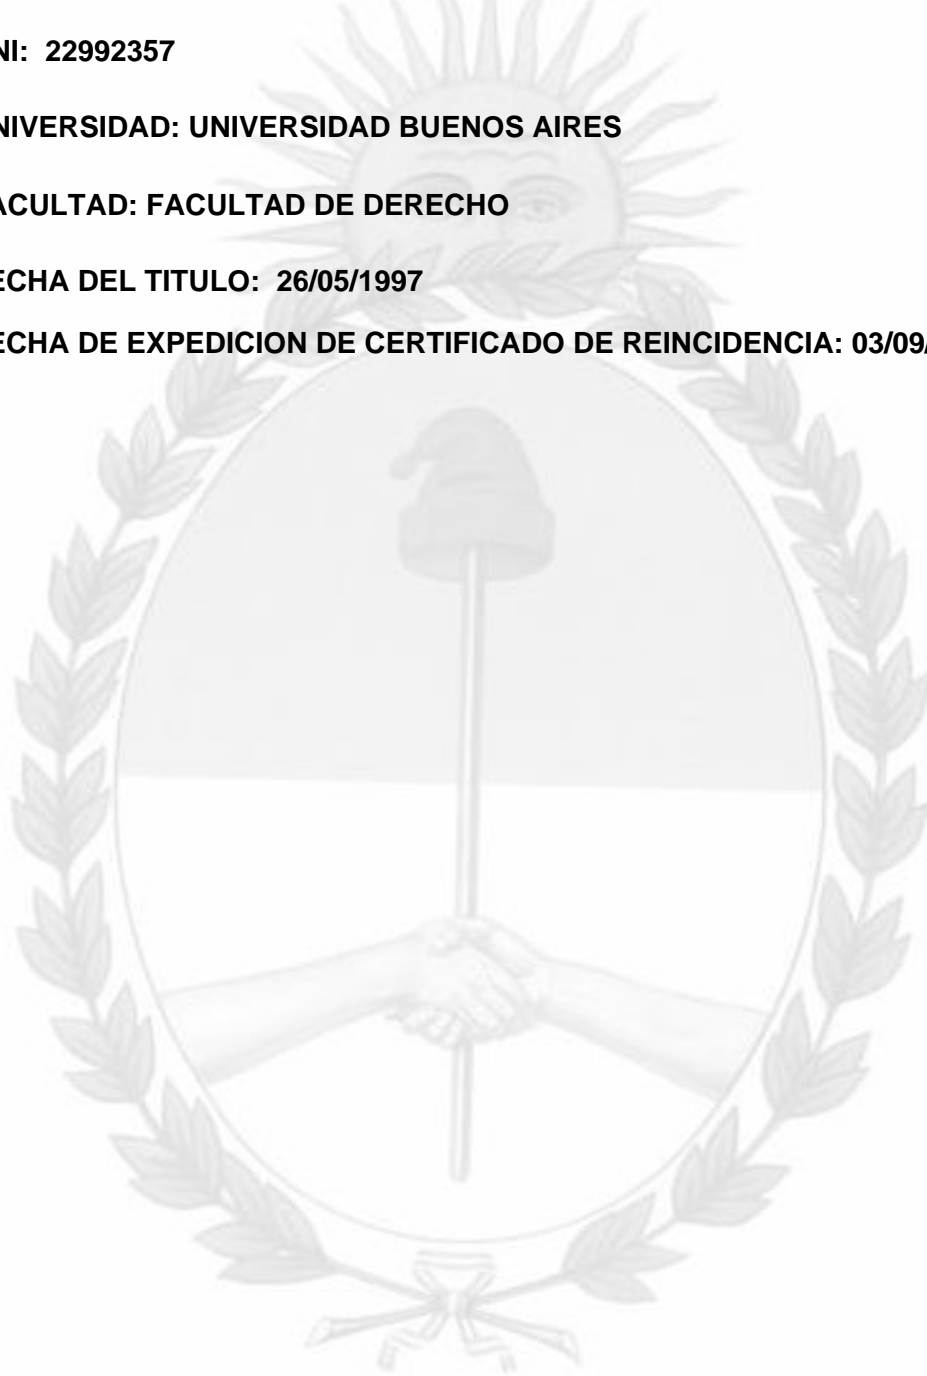 NI: 22992357
NIVERSIDAD: UNIVERSIDAD BUENOS AIRES
ACULTAD: FACULTAD DE DERECHO
ECHA DEL TITULO: 26/05/1997
ECHA DE EXPEDICION DE CERTIFICADO DE REINCIDENCIA: 03/09/